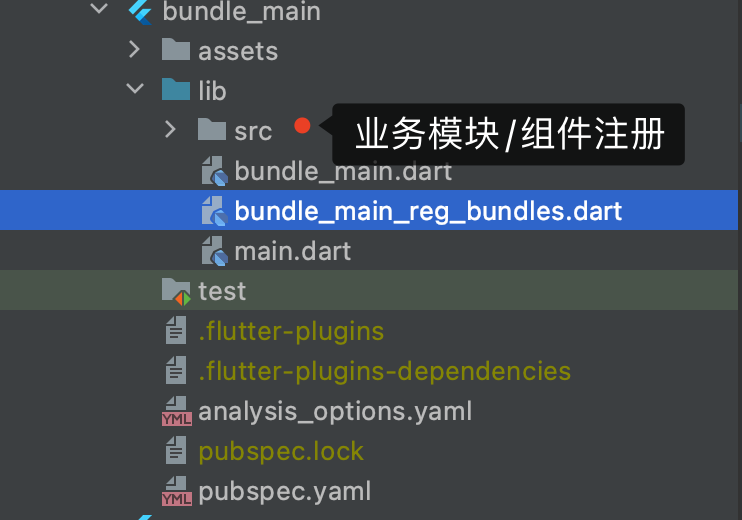 bundle_main
assets
lib
src
业务模块/组件注册
bundle_main.dart
bundle_main_reg_bundles.dart
main.dart
test
.flutter-plugins
.flutter-plugins-dependencies
YML analysis_options.yaml
pubspec.lock
YML pubspec.yaml